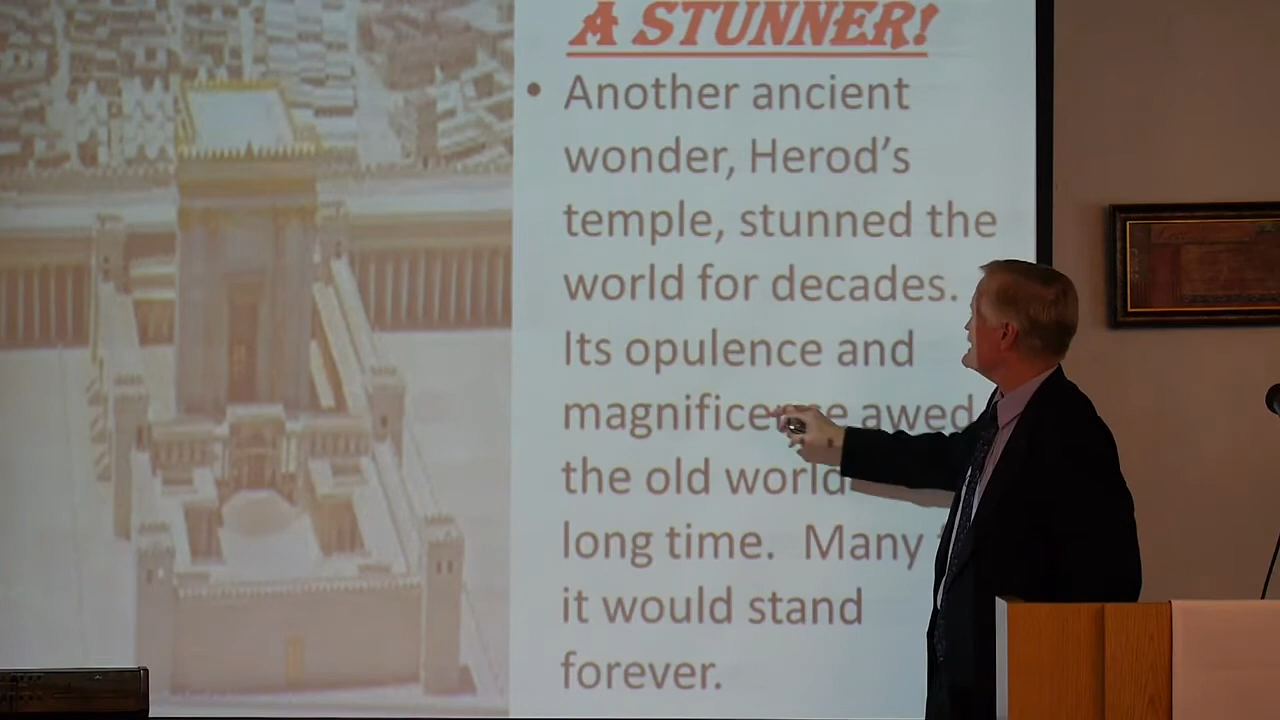 A STUNNER!
• Another ancient
wonder, Herod's
temple, stunned the
world for decades.
Its opulence and
magnificence awed
the old world
long time.  Many
it would stand
forever.